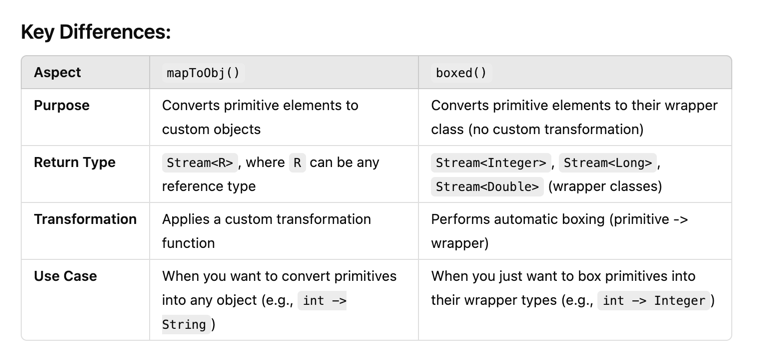 Key Differences:
Aspect mapToObj() boxed()
Purpose Converts primitive elements to custom objects Converts primitive elements to their wrapper class (no custom transformation)
Return Type Stream<R>, where R can be any reference type Stream<Integer>, Stream<Long>, Stream<Double> (wrapper classes)
Transformation Applies a custom transformation function Performs automatic boxing (primitive -> wrapper)
Use Case When you want to convert primitives into any object (e.g., int -> String) When you just want to box primitives into their wrapper types (e.g., int -> Integer)